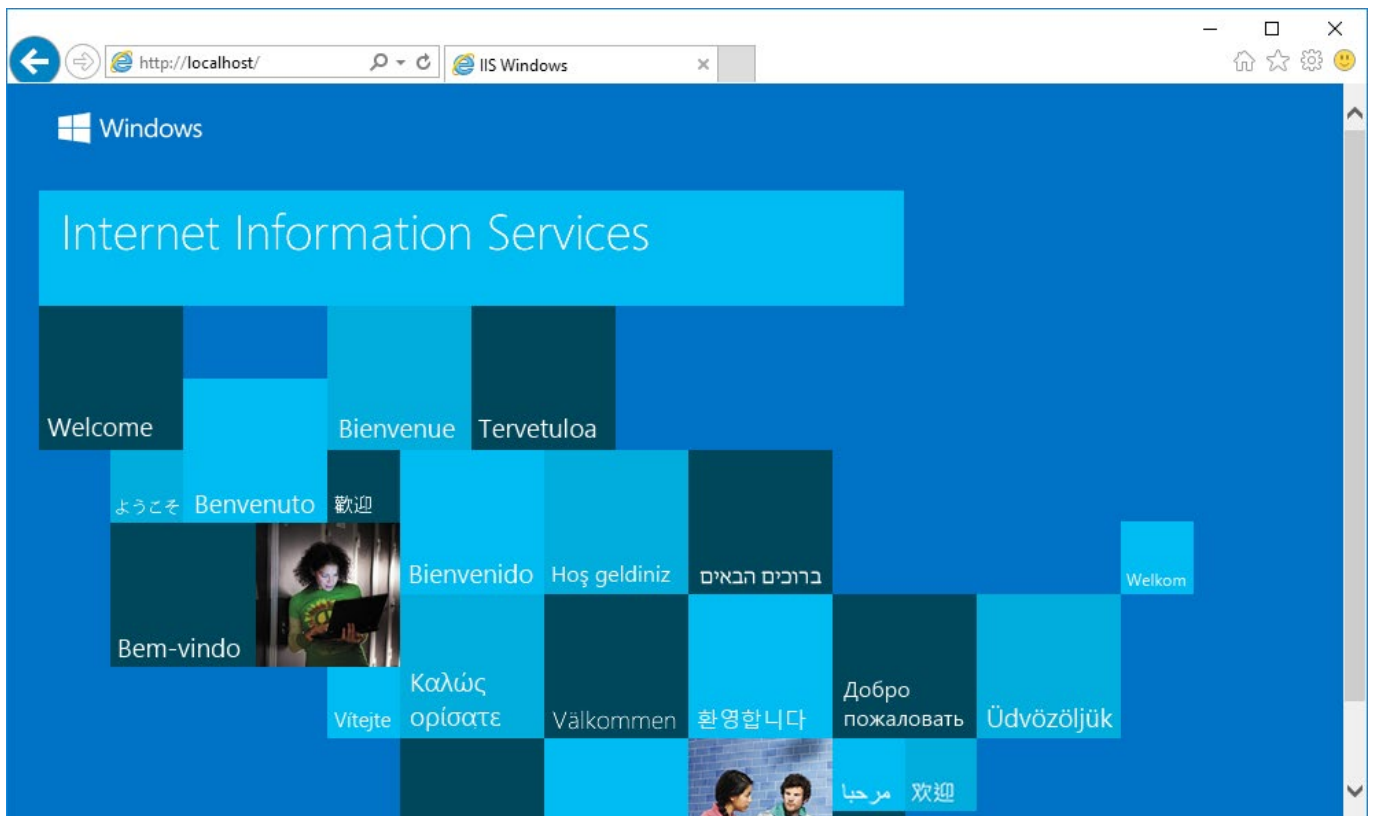 http://localhost/
IIS Windows
Windows
Internet Information Services
Welcome
Bienvenue
Tervetuloa
ようこそ
Benvenuto
歡迎
Bienvenido
Hoş geldiniz
ברוכים הבאים
Welkom
Bem-vindo
Vítejte
Καλώς
ορίσατε
Välkommen
환영합니다
Добро
пожаловать
Üdvözöljük
مرحبا
欢迎